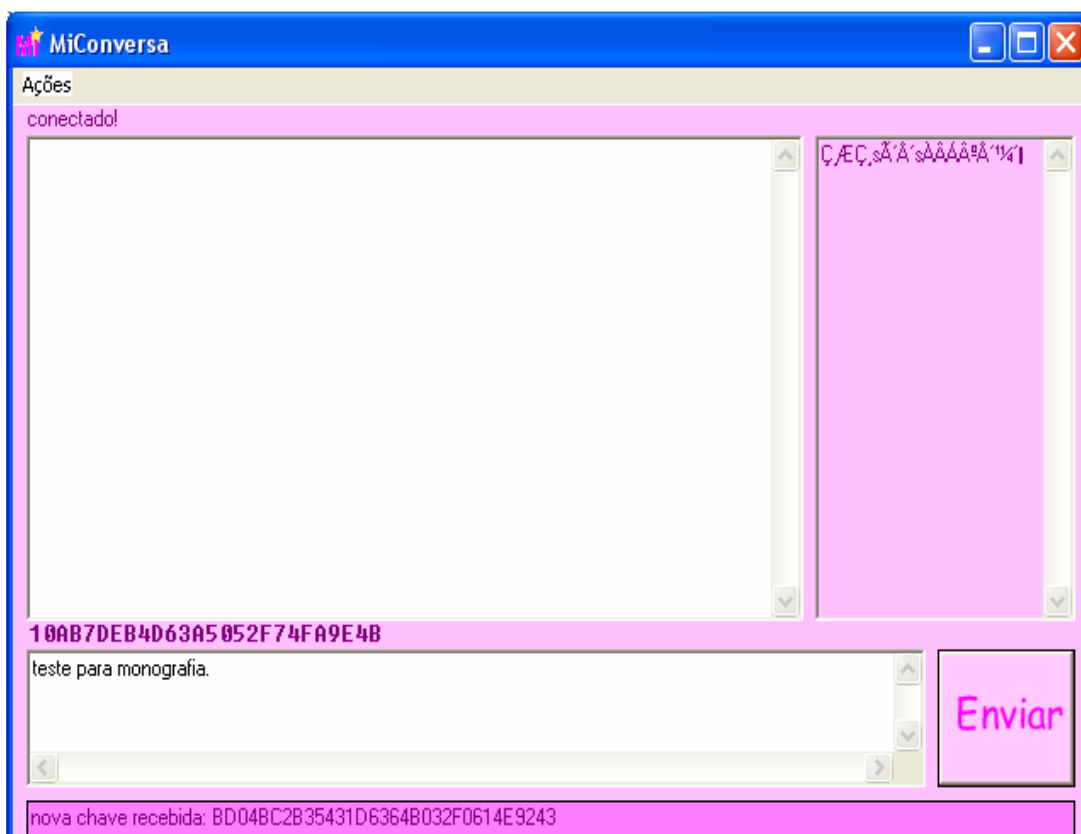 MiConversa
Ações
conectado!
10AB7DEB4D63A5052F74FA9E4B
teste para monografia.
Enviar
nova chave recebida: BD04BC2B35431D6364B032F0614E9243